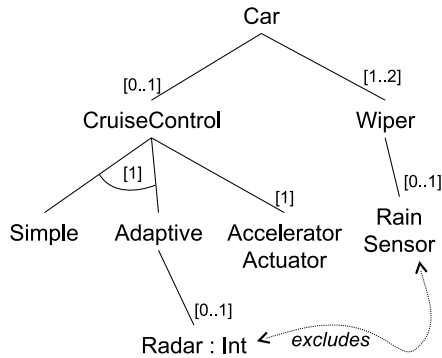 Car
[0..1]
[1..2]
CruiseControl
Wiper
[1]
[1]
[0..1]
Simple
Adaptive
Accelerator
Actuator
Rain
Sensor
[0..1]
Radar : Int
excludes